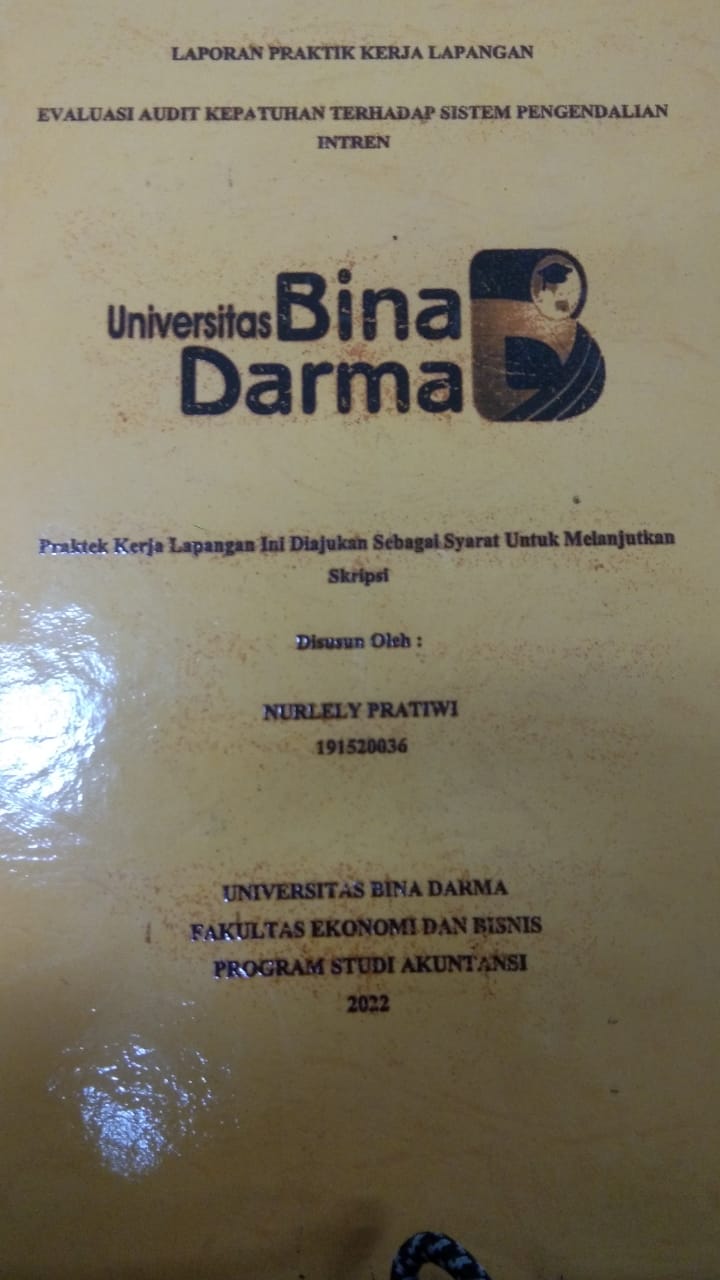 LAPORAN PRAKTIK KERJA LAPANGAN
EVALUASI AUDIT KEPATUHAN TERHADAP SISTEM PENGENDALIAN
INTREN
Universitas Bina
Darma
Praktek Kerja Lapangan Ini Diajukan Sebagai Syarat Untuk Melanjutkan
Skripsi
Disusun Oleh :
NURLELY PRATIWI
191520036
UNIVERSITAS BINA DARMA
FAKULTAS EKONOMI DAN BISNIS
PROGRAM STUDI AKUNTANSI
2022